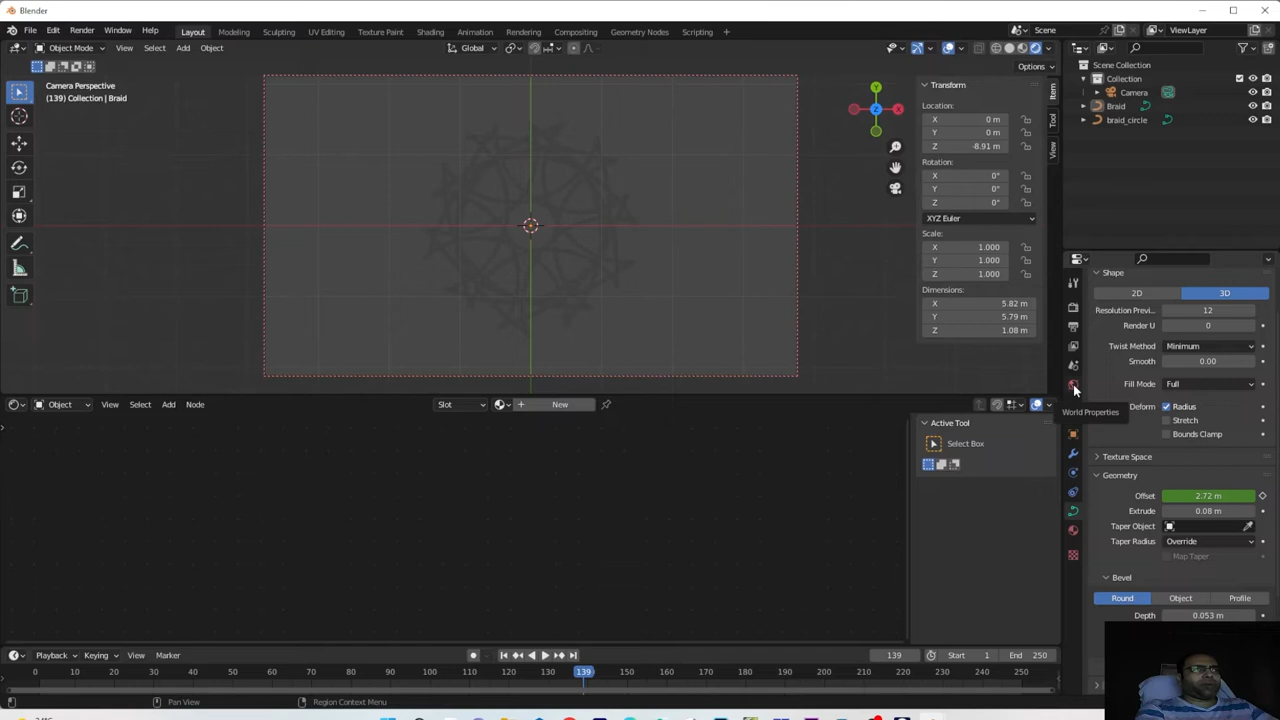 Blender
File Edit Render Window Help Layout Modeling Sculpting UV Editing Texture Paint Shading Animation Rendering Compositing Geometry Nodes Scripting + Scene ViewLayer
Object Mode View Select Add Object Global
Options
Camera Perspective
(139) Collection | Braid
Y
Z
X
Item
Tool
View
Transform
Location:
X 0 m
Y 0 m
Z -8.91 m
Rotation:
X 0°
Y 0°
Z 0°
XYZ Euler
Scale:
X 1.000
Y 1.000
Z 1.000
Dimensions:
X 5.82 m
Y 5.79 m
Z 1.08 m
Scene Collection
Collection
Camera
Braid
braid_circle
Shape
2D 3D
Resolution Previ... 12
Render U 0
Twist Method Minimum
Smooth 0.00
Fill Mode Full
World Properties
Deform Radius
Stretch
Bounds Clamp
Texture Space
Geometry
Offset 2.72 m
Extrude 0.08 m
Taper Object
Taper Radius Override
Map Taper
Bevel
Round Object Profile
Depth 0.053 m
Object View Select Add Node Slot New
Active Tool
Select Box
Playback Keying View Marker 139 Start 1 End 250
0 10 20 30 40 50 60 70 80 90 100 110 120 130 139 150 160 170 180 190 200 210 220 230 240 250
Pan View Region Context Menu